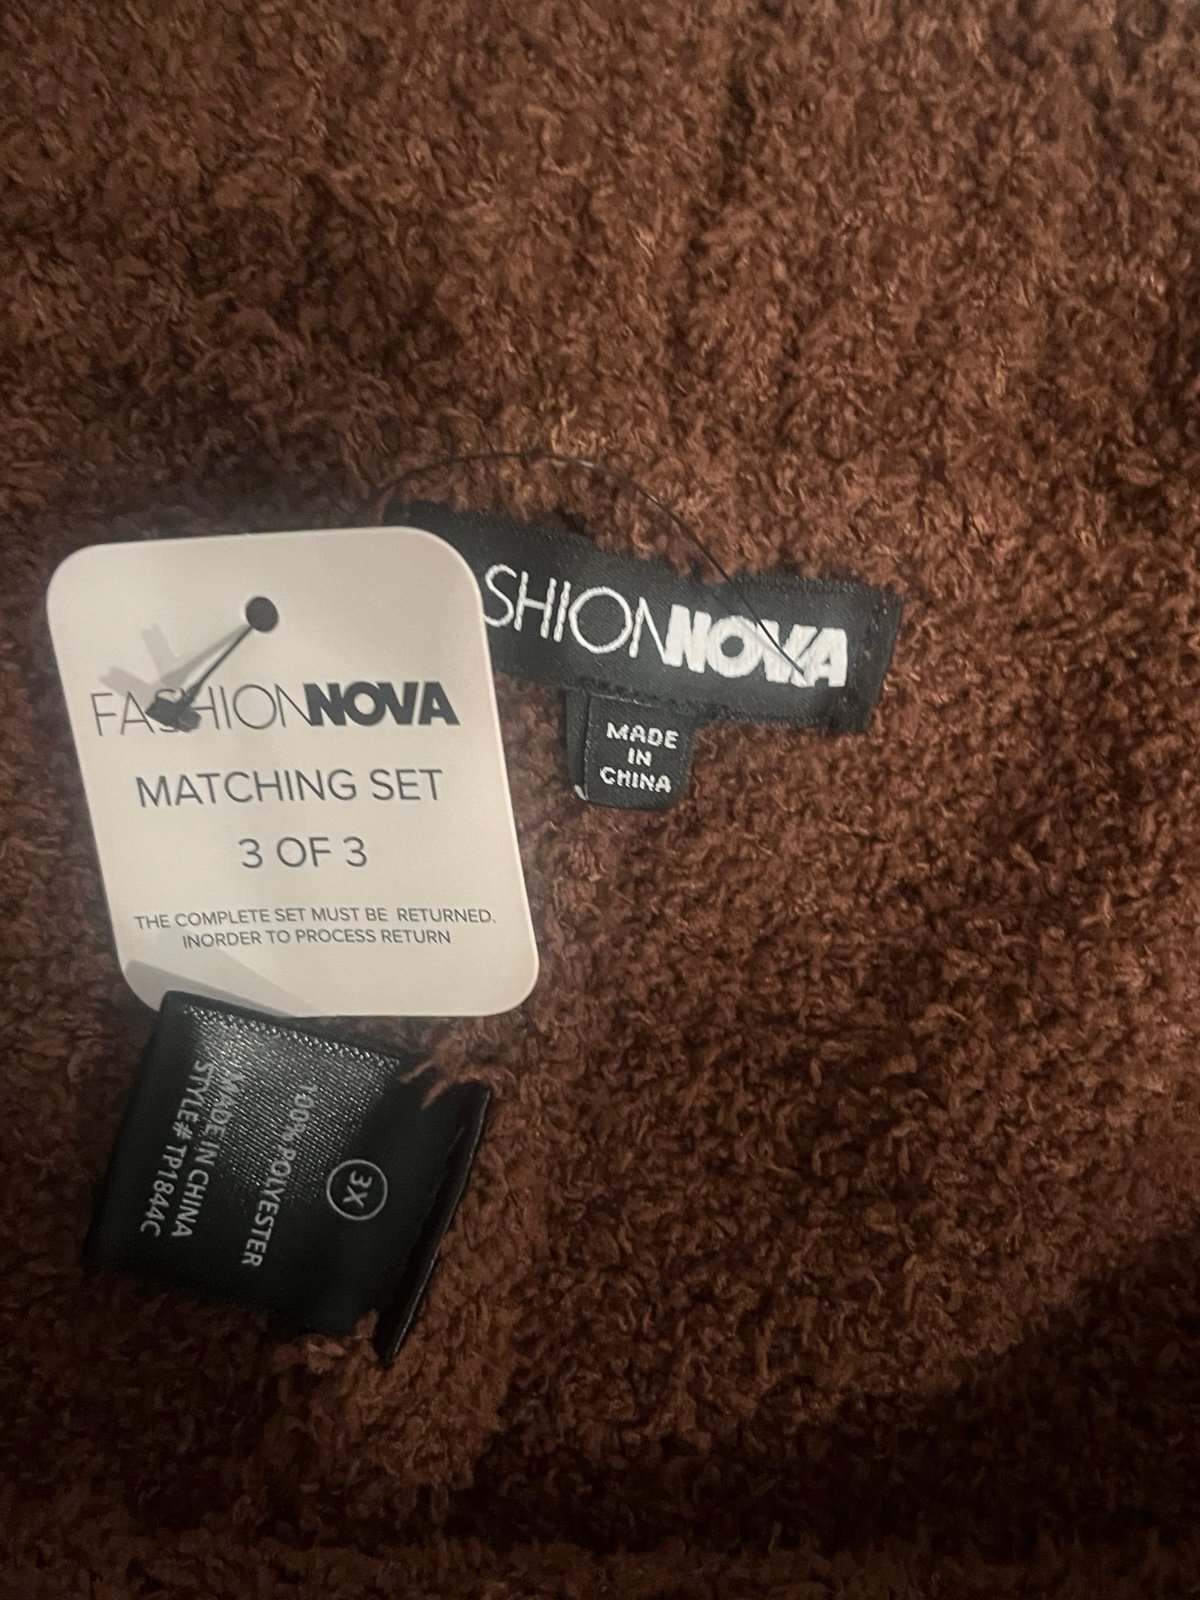 FASHIONNOVA
MATCHING SET
3 OF 3
THE COMPLETE SET MUST BE RETURNED.
INORDER TO PROCESS RETURN
SHIONNOVA
MADE
IN
CHINA
3X
100% POLYESTER
MADE IN CHINA
STYLE# TP1844C